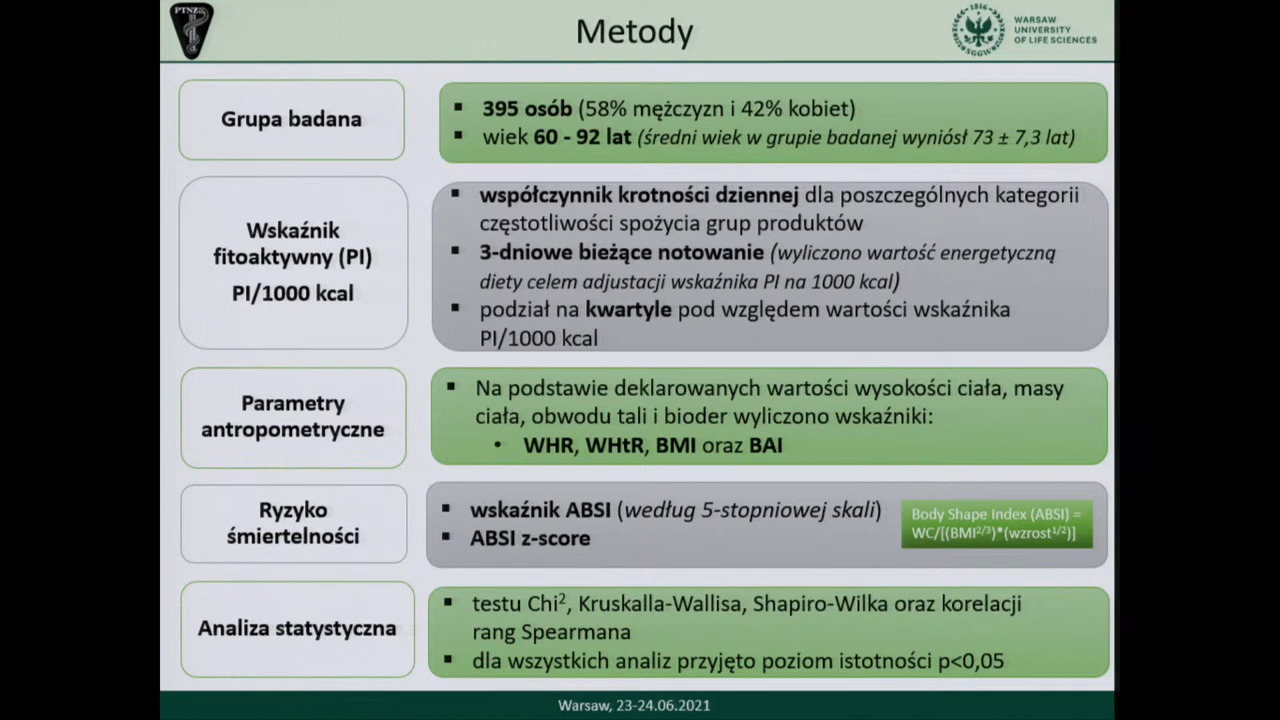 PTNŻ
Metody
1816
SGGW
WARSAW
UNIVERSITY
OF LIFE SCIENCES
Grupa badana
▪ 395 osób (58% mężczyzn i 42% kobiet)
▪ wiek 60 - 92 lat (średni wiek w grupie badanej wyniósł 73 ± 7,3 lat)
Wskaźnik
fitoaktywny (PI)
PI/1000 kcal
▪ współczynnik krotności dziennej dla poszczególnych kategorii
częstotliwości spożycia grup produktów
▪ 3-dniowe bieżące notowanie (wyliczono wartość energetyczną
diety celem adjustacji wskaźnika PI na 1000 kcal)
▪ podział na kwartyle pod względem wartości wskaźnika
PI/1000 kcal
Parametry
antropometryczne
▪ Na podstawie deklarowanych wartości wysokości ciała, masy
ciała, obwodu tali i bioder wyliczono wskaźniki:
• WHR, WHtR, BMI oraz BAI
Ryzyko
śmiertelności
▪ wskaźnik ABSI (według 5-stopniowej skali)
▪ ABSI z-score
Body Shape Index (ABSI) =
WC/[(BMI^2/3)*(wzrost^1/2)]
Analiza statystyczna
▪ testu Chi², Kruskalla-Wallisa, Shapiro-Wilka oraz korelacji
rang Spearmana
▪ dla wszystkich analiz przyjęto poziom istotności p<0,05
Warsaw, 23-24.06.2021